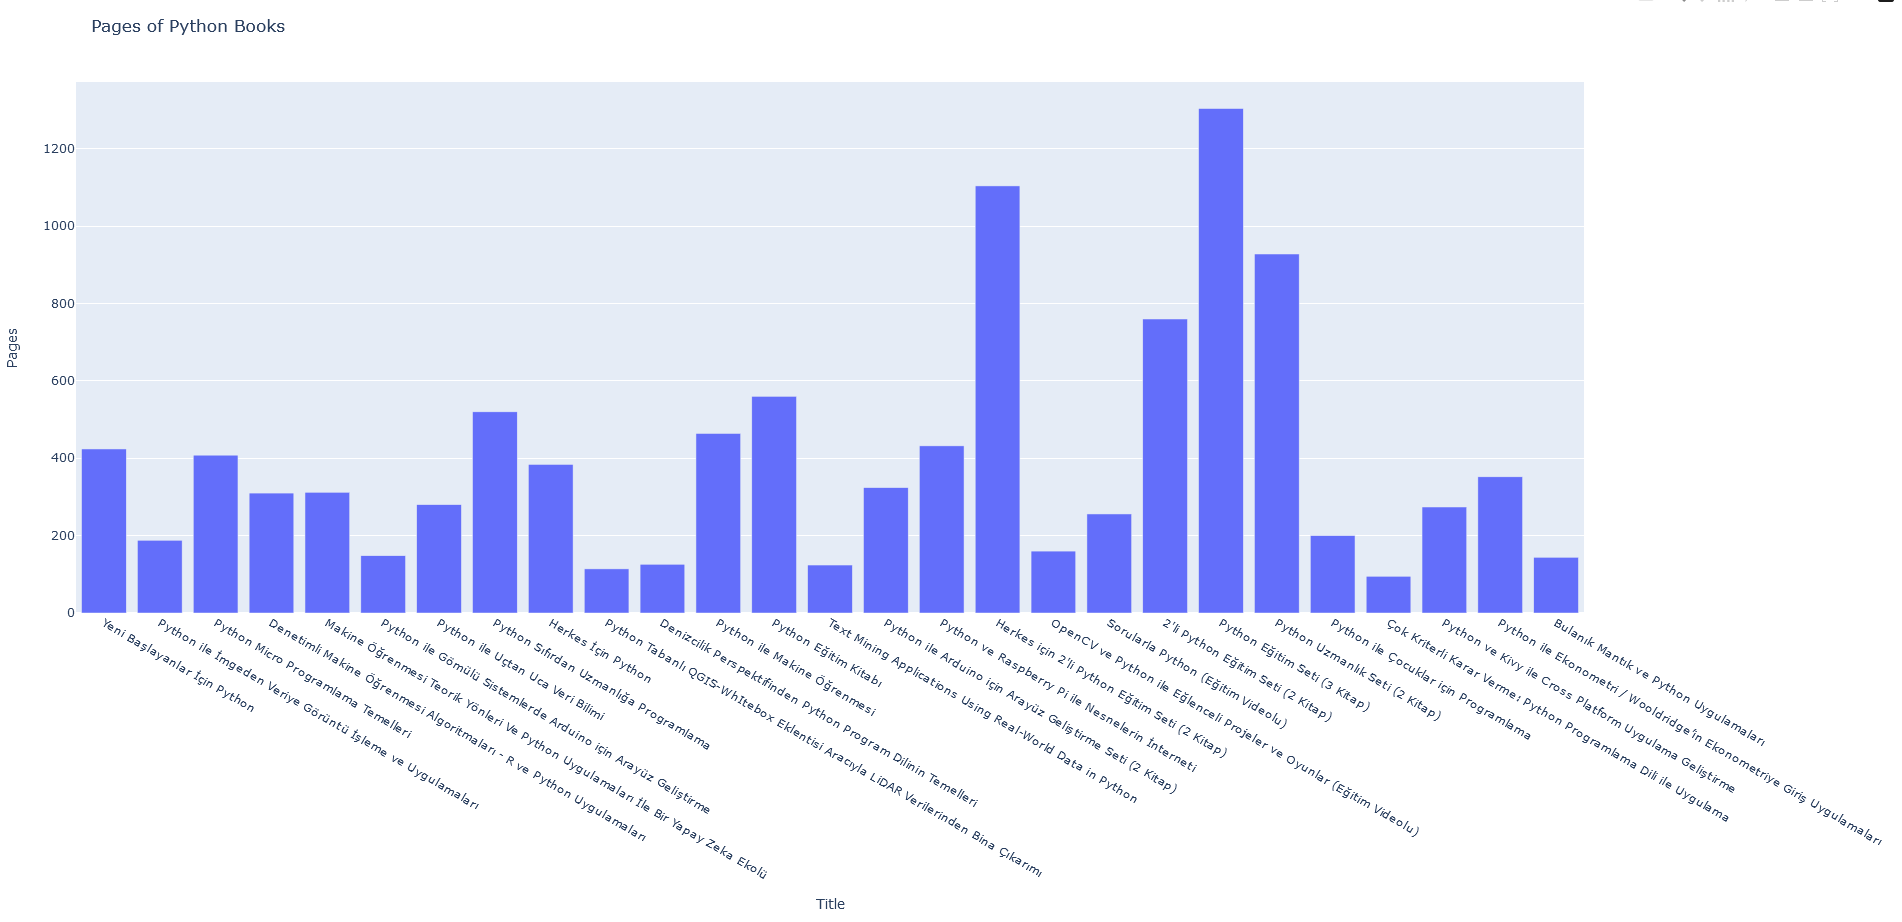 Pages of Python Books
Pages
1200
1000
800
600
400
200
0
Yeni Başlayanlar İçin Python
Python ile İmgeden Veriye Görüntü İşleme ve Uygulamaları
Python Micro Programlama Temelleri
Denetimli Makine Öğrenmesi Algoritmaları - R ve Python Uygulamaları
Makine Öğrenmesi Teorik Yönleri Ve Python Uygulamaları İle Bir Yapay Zeka Ekolü
Python ile Gömülü Sistemlerde Arduino için Arayüz Geliştirme
Python ile Uçtan Uca Veri Bilimi
Python Sıfırdan Uzmanlığa Programlama
Herkes İçin Python
Python Tabanlı QGIS-WhItebox Eklentisi Aracıyla LiDAR Verilerinden Bina Çıkarımı
Denizcilik Perspektifinden Python Program Dilinin Temelleri
Python ile Makine Öğrenmesi
Python Eğitim Kitabı
Text Mining Applications Using Real-World Data in Python
Python ile Arduino için Arayüz Geliştirme Seti (2 Kitap)
Python ve Raspberry Pi ile Nesnelerin İnterneti
Herkes için 2'li Python Eğitim Seti (2 Kitap)
OpenCV ve Python ile Eğlenceli Projeler ve Oyunlar (Eğitim Videolu)
Sorularla Python (Eğitim Videolu)
2'li Python Eğitim Seti (2 Kitap)
Python Eğitim Seti (3 Kitap)
Python Uzmanlık Seti (2 Kitap)
Python ile Çocuklar için Programlama
Çok Kriterli Karar Verme: Python Programlama Dili ile Uygulama
Python ve Kivy ile Cross Platform Uygulama Geliştirme
Python ile Ekonometri / Wooldridge'in Ekonometriye Giriş Uygulamaları
Bulanık Mantık ve Python Uygulamaları
Title